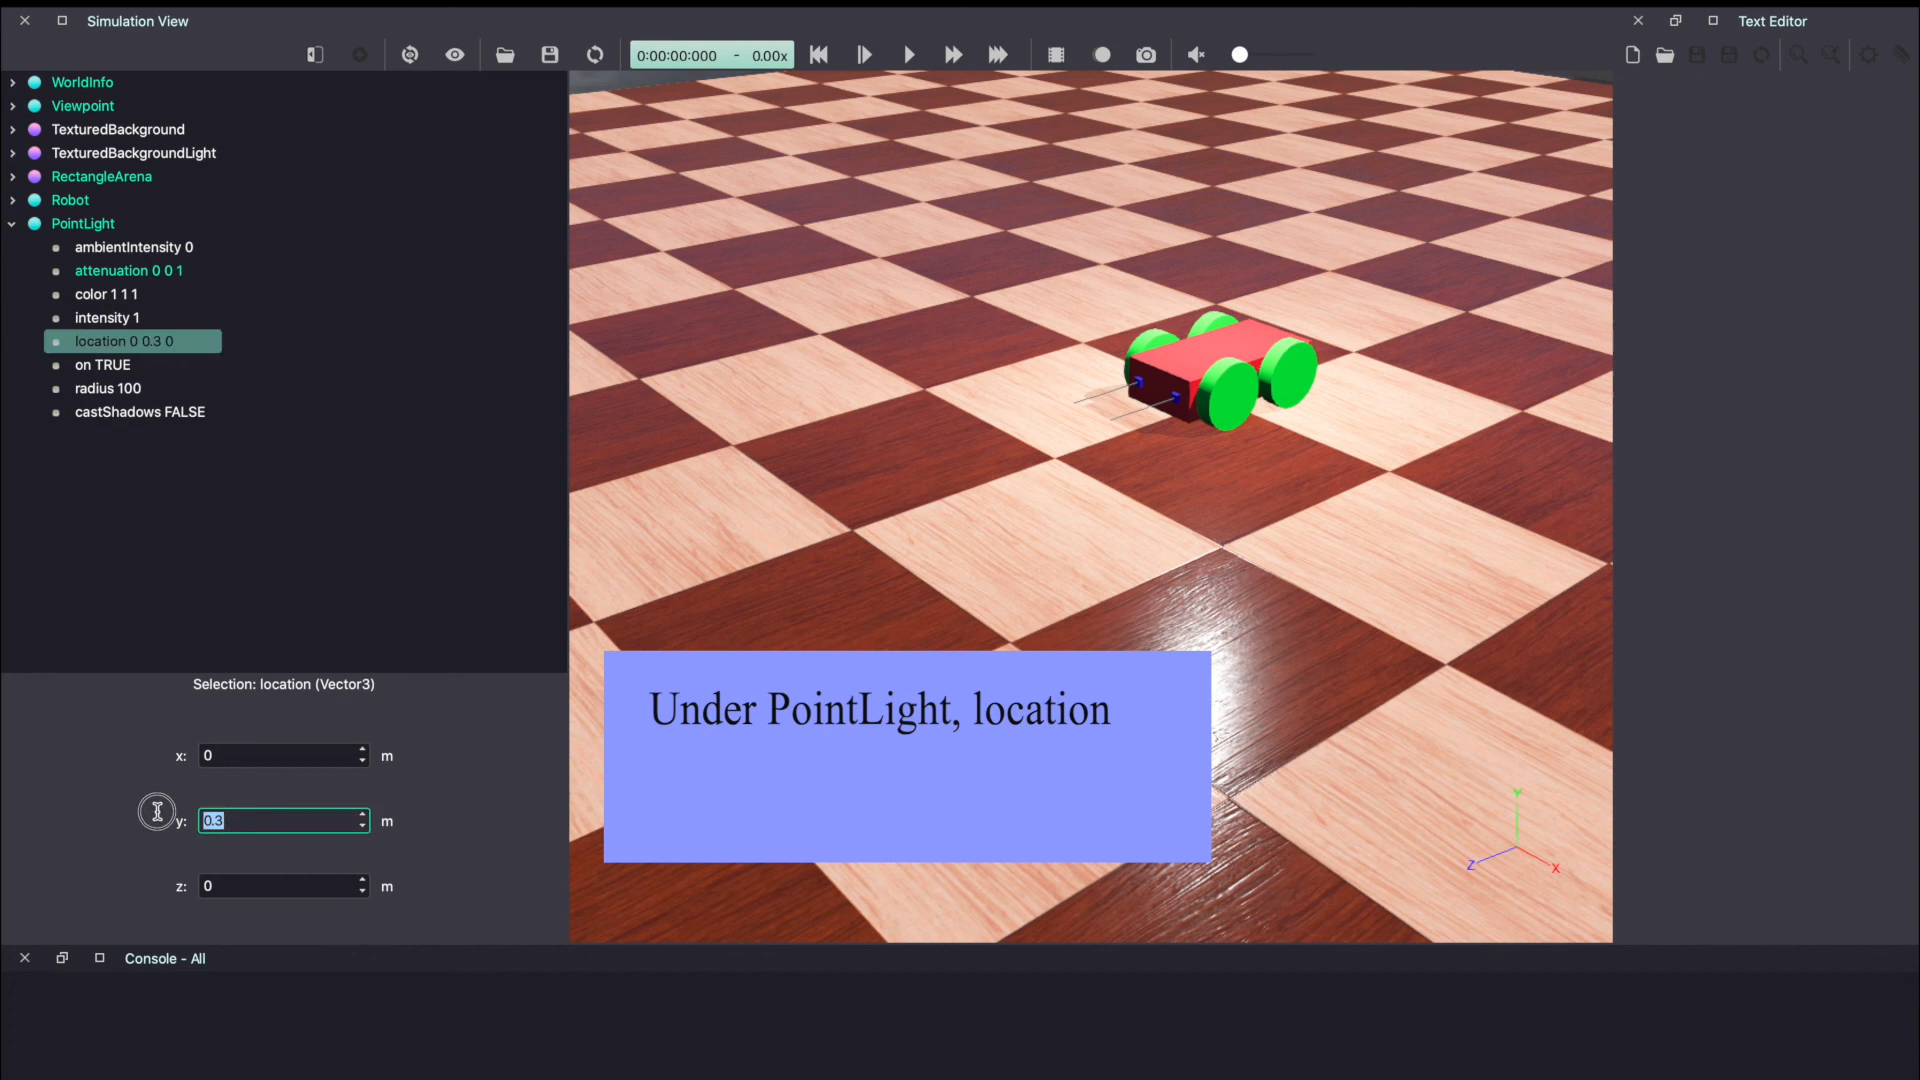 Simulation View
Text Editor
0:00:00:000 - 0.00x
WorldInfo
Viewpoint
TexturedBackground
TexturedBackgroundLight
RectangleArena
Robot
PointLight
ambientIntensity 0
attenuation 0 0 1
color 1 1 1
intensity 1
location 0 0.3 0
on TRUE
radius 100
castShadows FALSE
Selection: location (Vector3)
x: 0 m
y: 0.3 m
z: 0 m
Under PointLight, location
Y
Z
X
Console - All